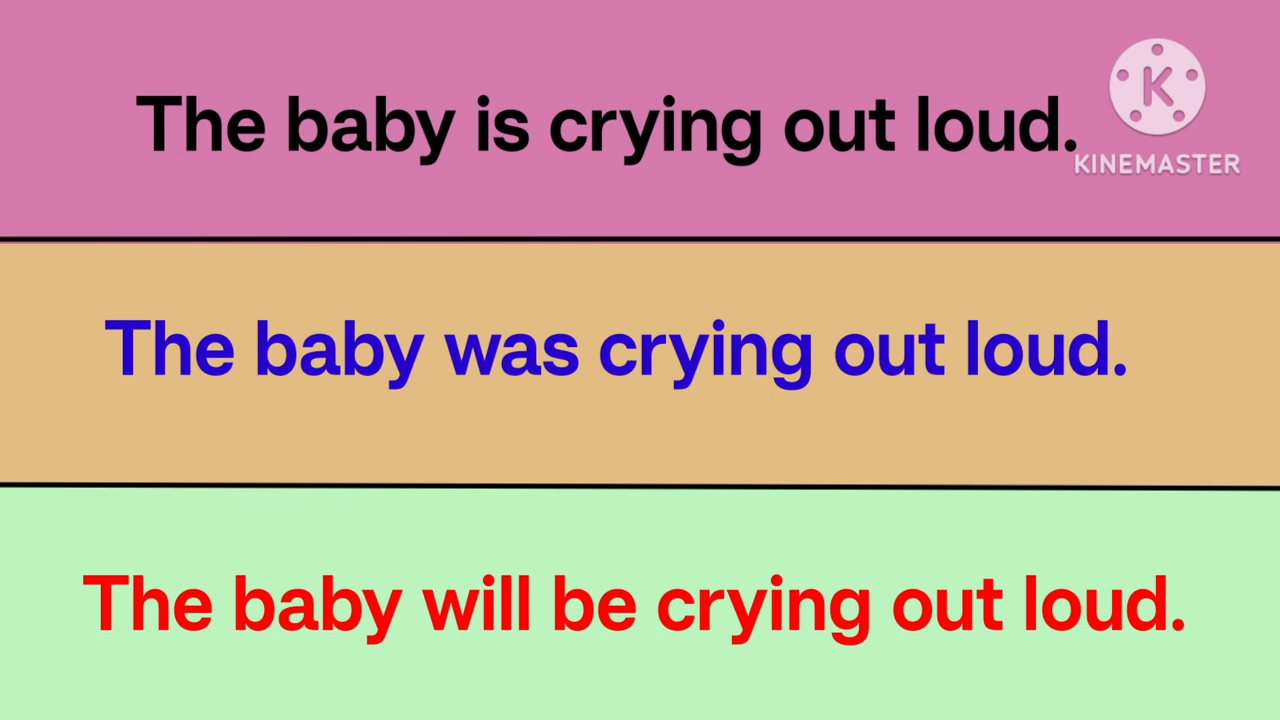 The baby is crying out loud.
KINEMASTER
The baby was crying out loud.
The baby will be crying out loud.